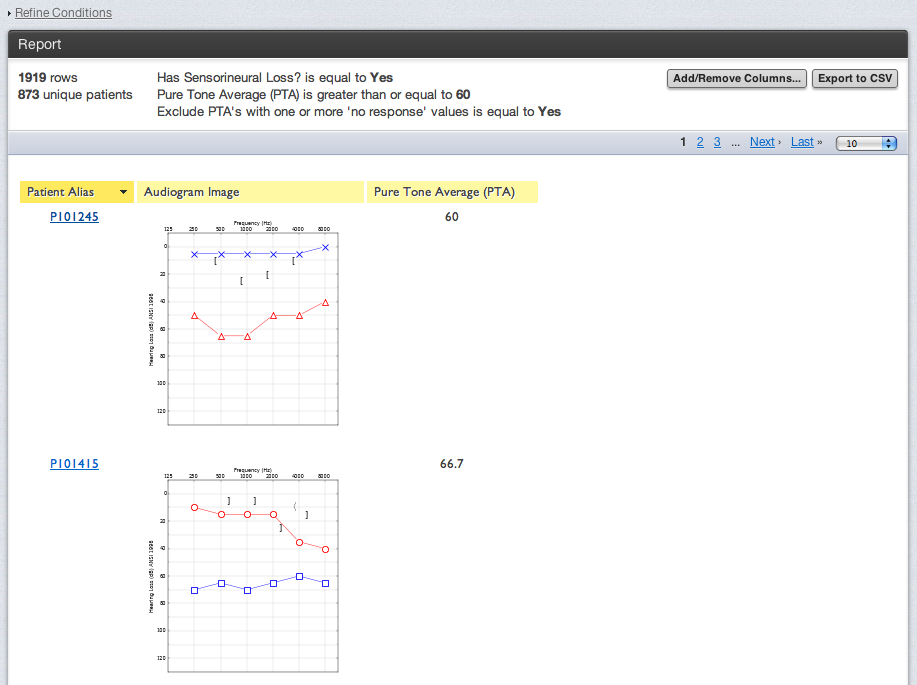 Refine Conditions
Report
1919 rows
873 unique patients
Has Sensorineural Loss? is equal to Yes
Pure Tone Average (PTA) is greater than or equal to 60
Exclude PTA's with one or more 'no response' values is equal to Yes
Add/Remove Columns... Export to CSV
1 2 3 ... Next › Last » 10
Patient Alias Audiogram Image Pure Tone Average (PTA)
P101245 60
Frequency (Hz)
125 250 500 1000 2000 4000 8000
0
20
40
60
80
100
120
Hearing Loss (dB) ANSI 1996
P101415 66.7
Frequency (Hz)
125 250 500 1000 2000 4000 8000
0
20
40
60
80
100
120
Hearing Loss (dB) ANSI 1996